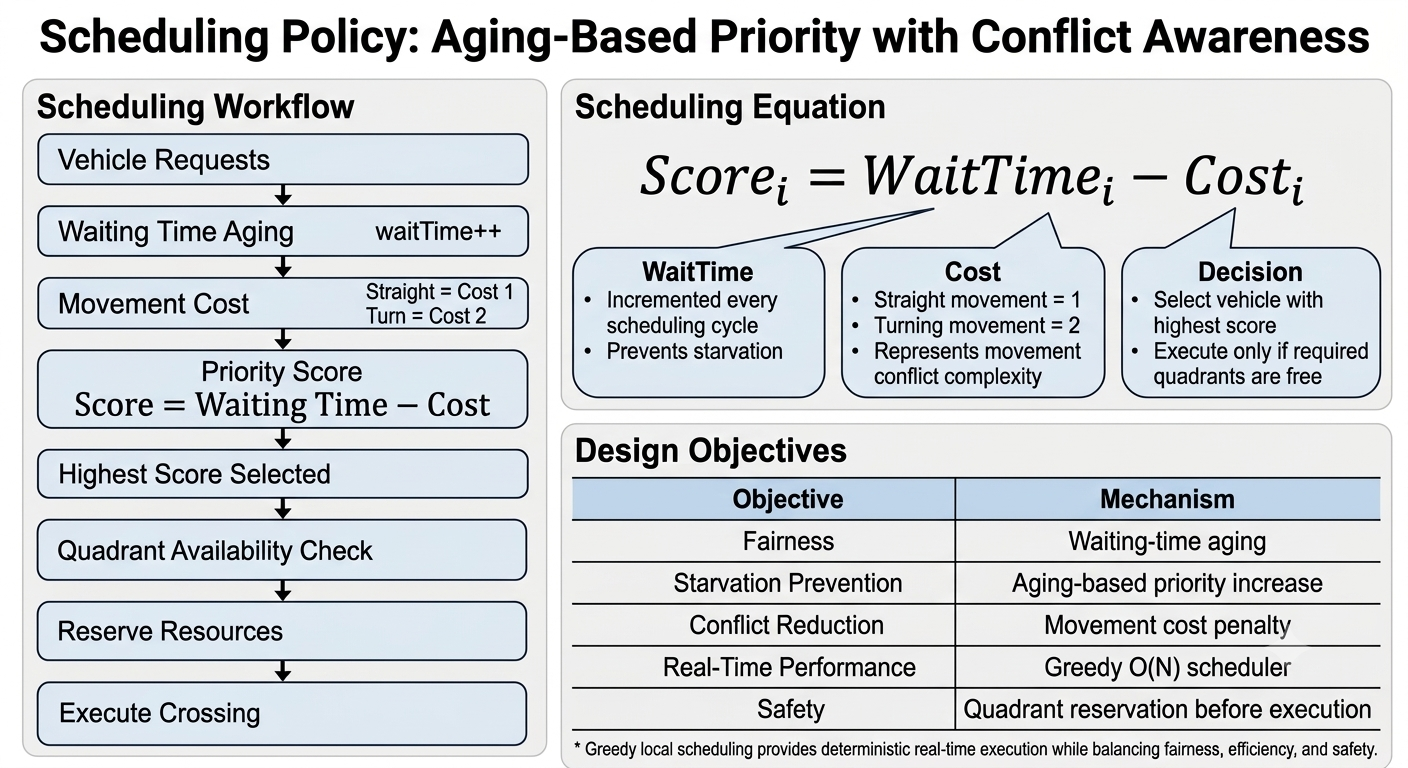 Scheduling Policy: Aging-Based Priority with Conflict Awareness
Scheduling Workflow
Vehicle Requests
Waiting Time Aging waitTime++
Movement Cost
Straight = Cost 1
Turn = Cost 2
Priority Score
Score = Waiting Time − Cost
Highest Score Selected
Quadrant Availability Check
Reserve Resources
Execute Crossing
Scheduling Equation
Scoreᵢ = WaitTimeᵢ − Costᵢ
WaitTime
• Incremented every
scheduling cycle
• Prevents starvation
Cost
• Straight movement = 1
• Turning movement = 2
• Represents movement
conflict complexity
Decision
• Select vehicle with
highest score
• Execute only if required
quadrants are free
Design Objectives
Objective Mechanism
Fairness Waiting-time aging
Starvation Prevention Aging-based priority increase
Conflict Reduction Movement cost penalty
Real-Time Performance Greedy O(N) scheduler
Safety Quadrant reservation before execution
* Greedy local scheduling provides deterministic real-time execution while balancing fairness, efficiency, and safety.